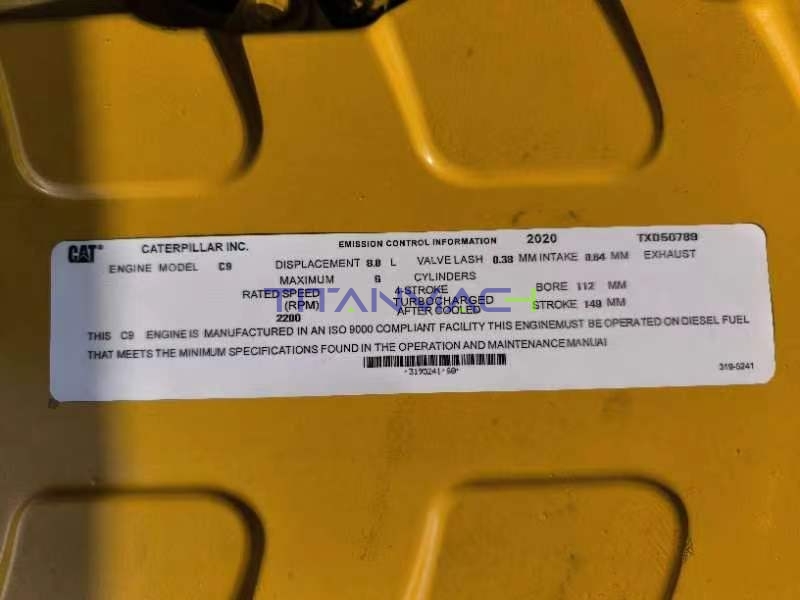 CAT® CATERPILLAR INC. EMISSION CONTROL INFORMATION 2020 TXD50789
ENGINE MODEL C9 DISPLACEMENT 8.8 L VALVE LASH 0.38 MM INTAKE 0.64 MM EXHAUST
MAXIMUM 6 CYLINDERS
RATED SPEED 4-STROKE BORE 112 MM
(RPM) TURBOCHARGED STROKE 149 MM
2200 AFTER COOLED
TITANMACH
THIS C9 ENGINE IS MANUFACTURED IN AN ISO 9000 COMPLIANT FACILITY THIS ENGINEMUST BE OPERATED ON DIESEL FUEL
THAT MEETS THE MINIMUM SPECIFICATIONS FOUND IN THE OPERATION AND MAINTENANCE MANUAI
319-5241